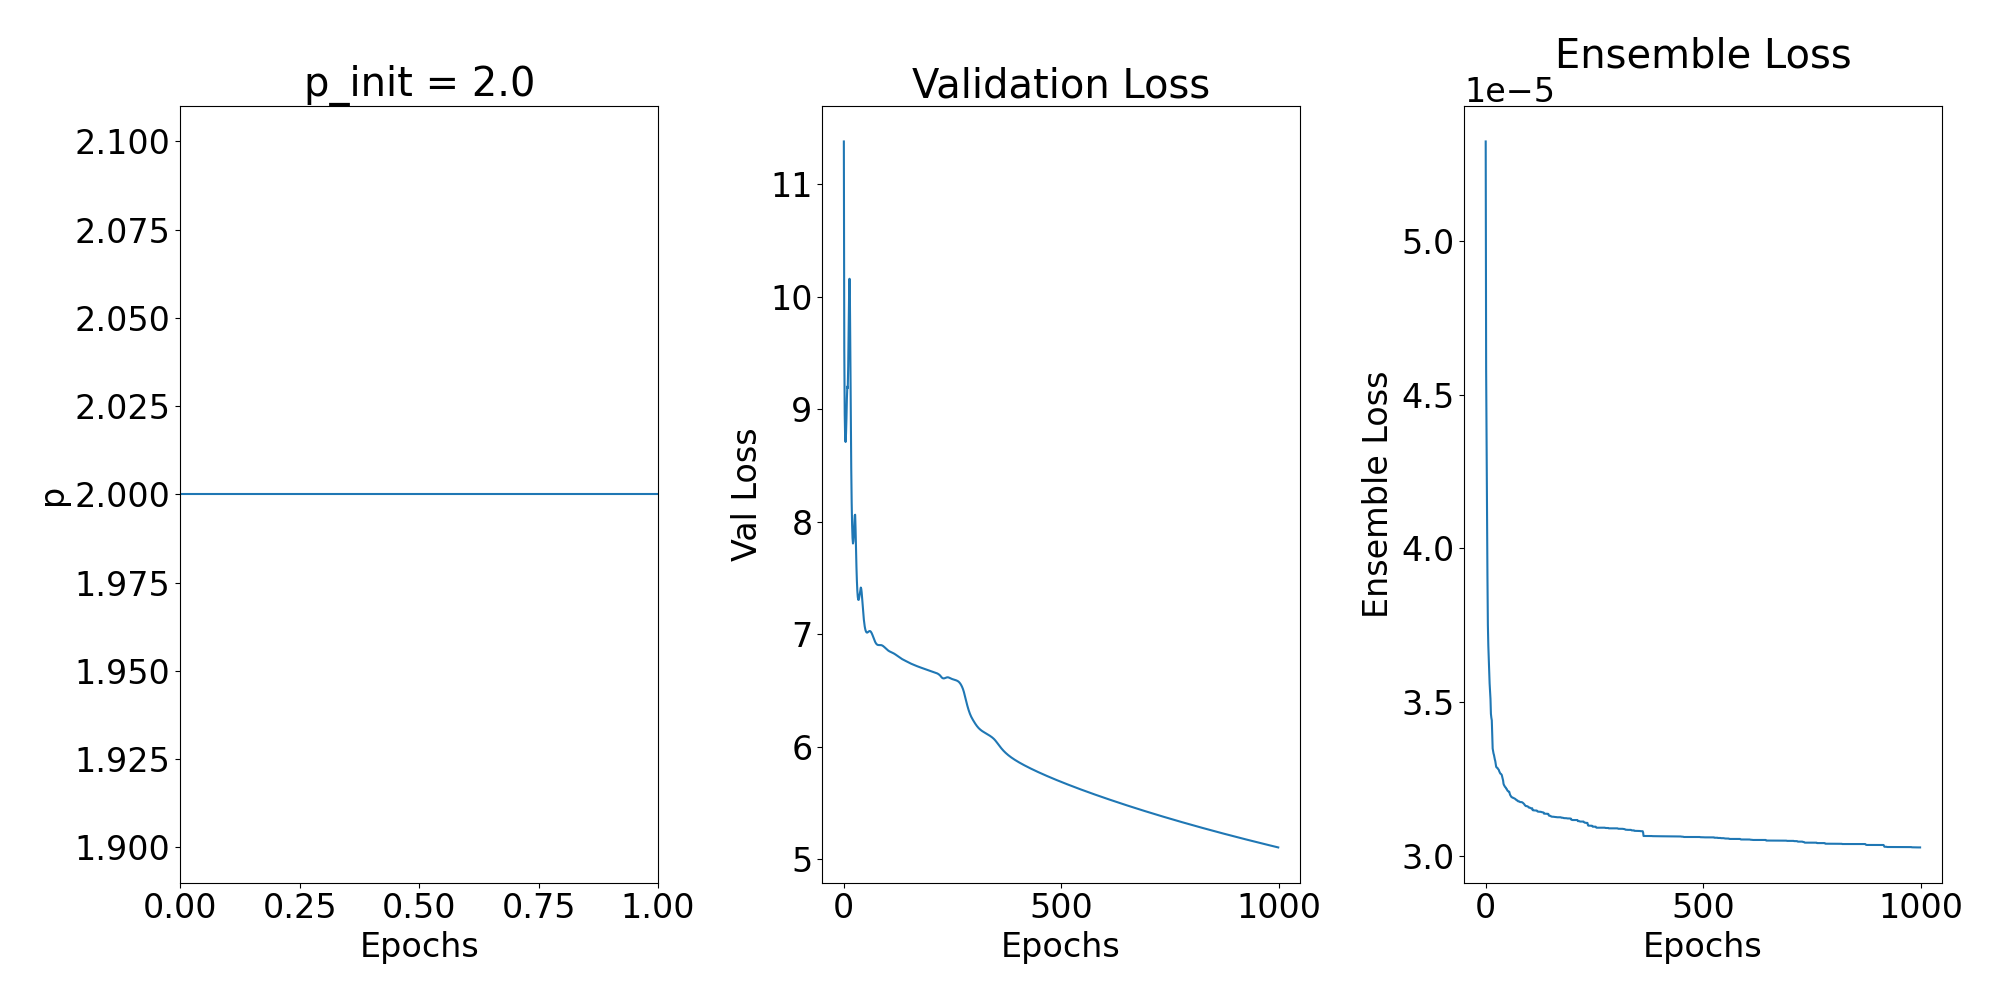 p_init = 2.0
2.100
2.075
2.050
2.025
2.000
1.975
1.950
1.925
1.900
p
0.00 0.25 0.50 0.75 1.00
Epochs
Validation Loss
11
10
9
8
7
6
5
Val Loss
0 500 1000
Epochs
Ensemble Loss
1e−5
5.0
4.5
4.0
3.5
3.0
Ensemble Loss
0 500 1000
Epochs